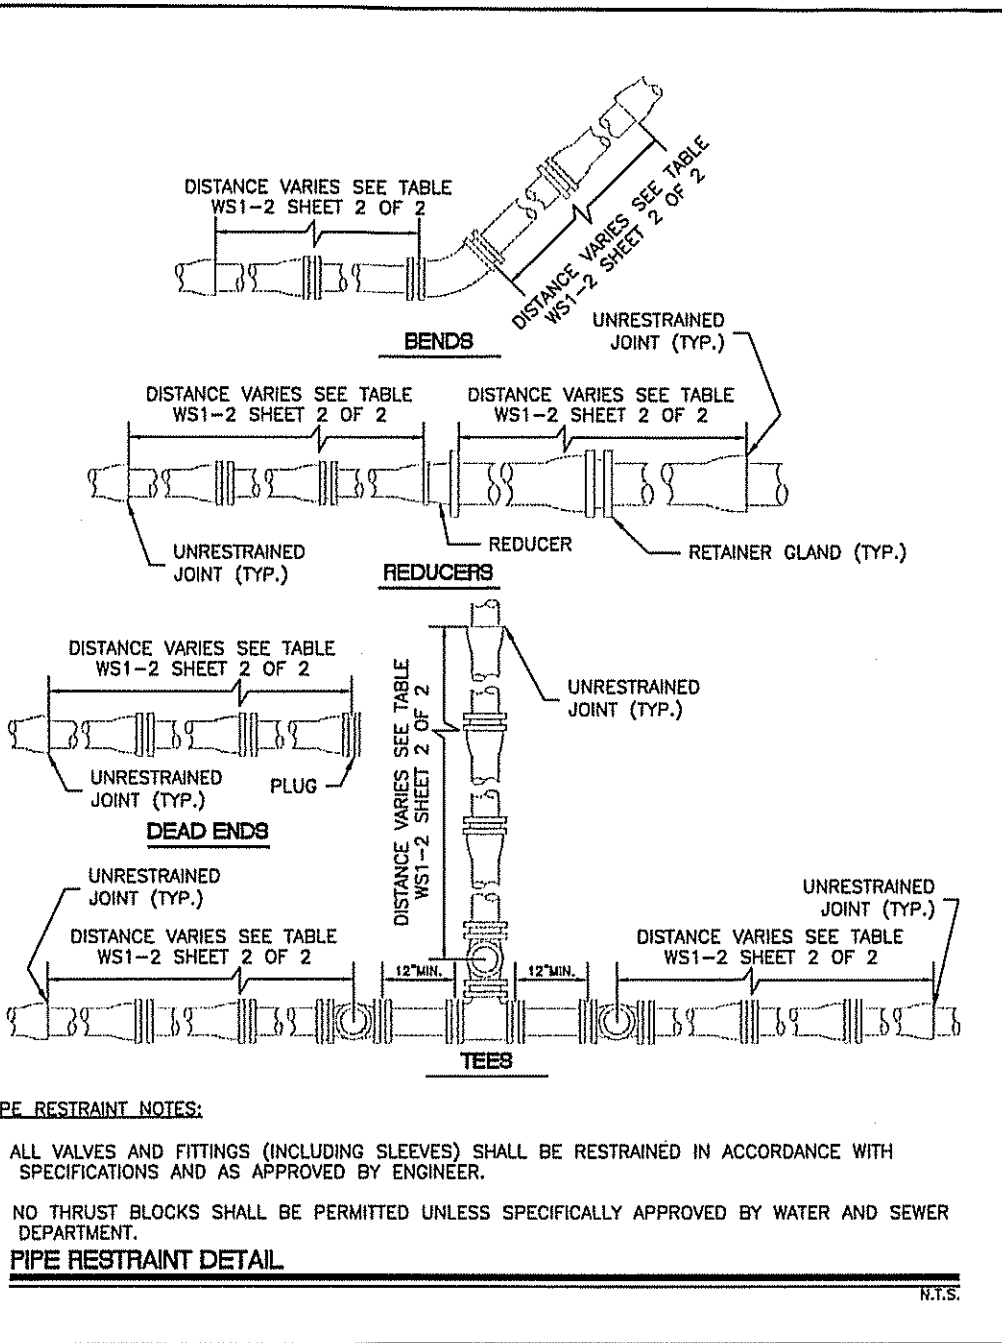 DISTANCE VARIES SEE TABLE
WS1-2 SHEET 2 OF 2
DISTANCE VARIES SEE TABLE
WS1-2 SHEET 2 OF 2
BENDS
UNRESTRAINED
JOINT (TYP.)
DISTANCE VARIES SEE TABLE
WS1-2 SHEET 2 OF 2
DISTANCE VARIES SEE TABLE
WS1-2 SHEET 2 OF 2
UNRESTRAINED
JOINT (TYP.)
REDUCER
RETAINER GLAND (TYP.)
REDUCERS
DISTANCE VARIES SEE TABLE
WS1-2 SHEET 2 OF 2
UNRESTRAINED
JOINT (TYP.)
PLUG
DEAD ENDS
DISTANCE VARIES SEE TABLE
WS1-2 SHEET 2 OF 2
UNRESTRAINED
JOINT (TYP.)
UNRESTRAINED
JOINT (TYP.)
DISTANCE VARIES SEE TABLE
WS1-2 SHEET 2 OF 2
12"MIN.
12"MIN.
UNRESTRAINED
JOINT (TYP.)
DISTANCE VARIES SEE TABLE
WS1-2 SHEET 2 OF 2
TEES
PE RESTRAINT NOTES:
ALL VALVES AND FITTINGS (INCLUDING SLEEVES) SHALL BE RESTRAINED IN ACCORDANCE WITH
SPECIFICATIONS AND AS APPROVED BY ENGINEER.
NO THRUST BLOCKS SHALL BE PERMITTED UNLESS SPECIFICALLY APPROVED BY WATER AND SEWER
DEPARTMENT.
PIPE RESTRAINT DETAIL
N.T.S.